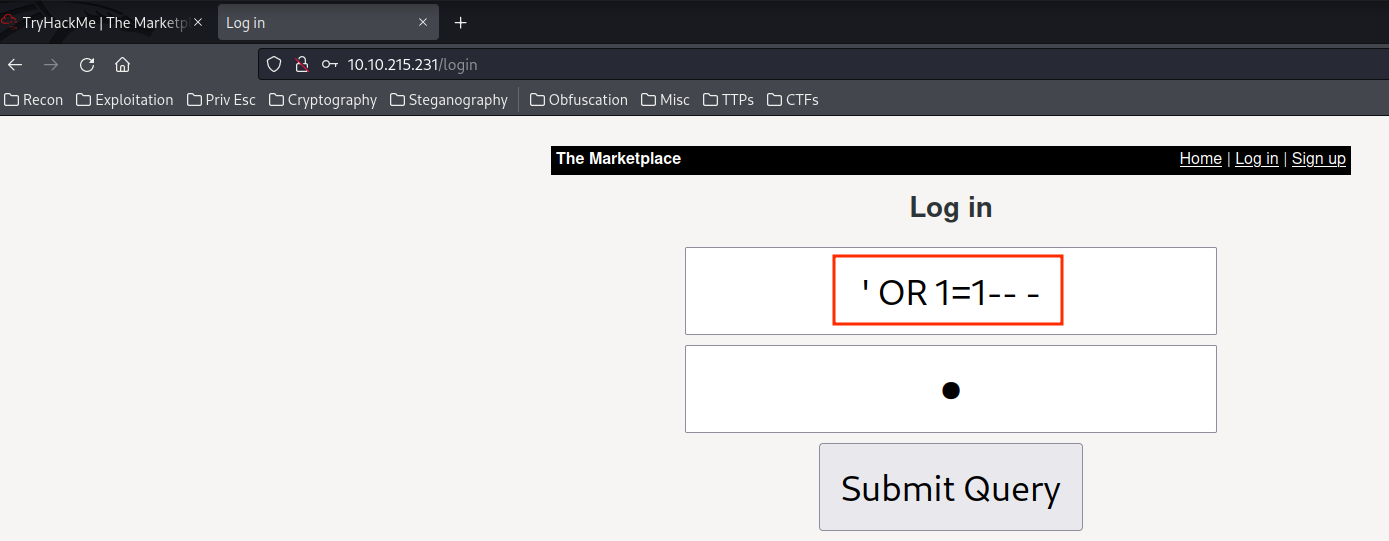 TryHackMe | The Marketp
Log in
10.10.215.231/login
Recon Exploitation Priv Esc Cryptography Steganography Obfuscation Misc TTPs CTFs
The Marketplace Home | Log in | Sign up
Log in
' OR 1=1-- -
Submit Query